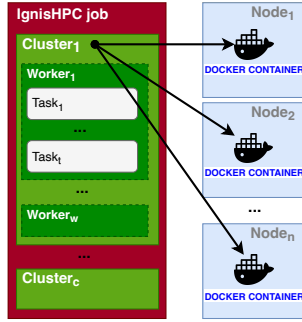 IgnisHPC job
Cluster1
Worker1
Task1
...
Taskt
...
Workerw
...
Clusterc
Node1
DOCKER CONTAINER
Node2
DOCKER CONTAINER
...
Noden
DOCKER CONTAINER